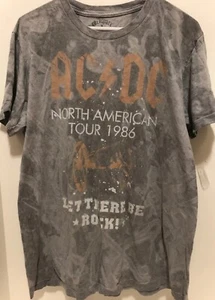 AC⚡DC
NORTH AMERICAN
TOUR 1986
LET THERE BE
ROCK!